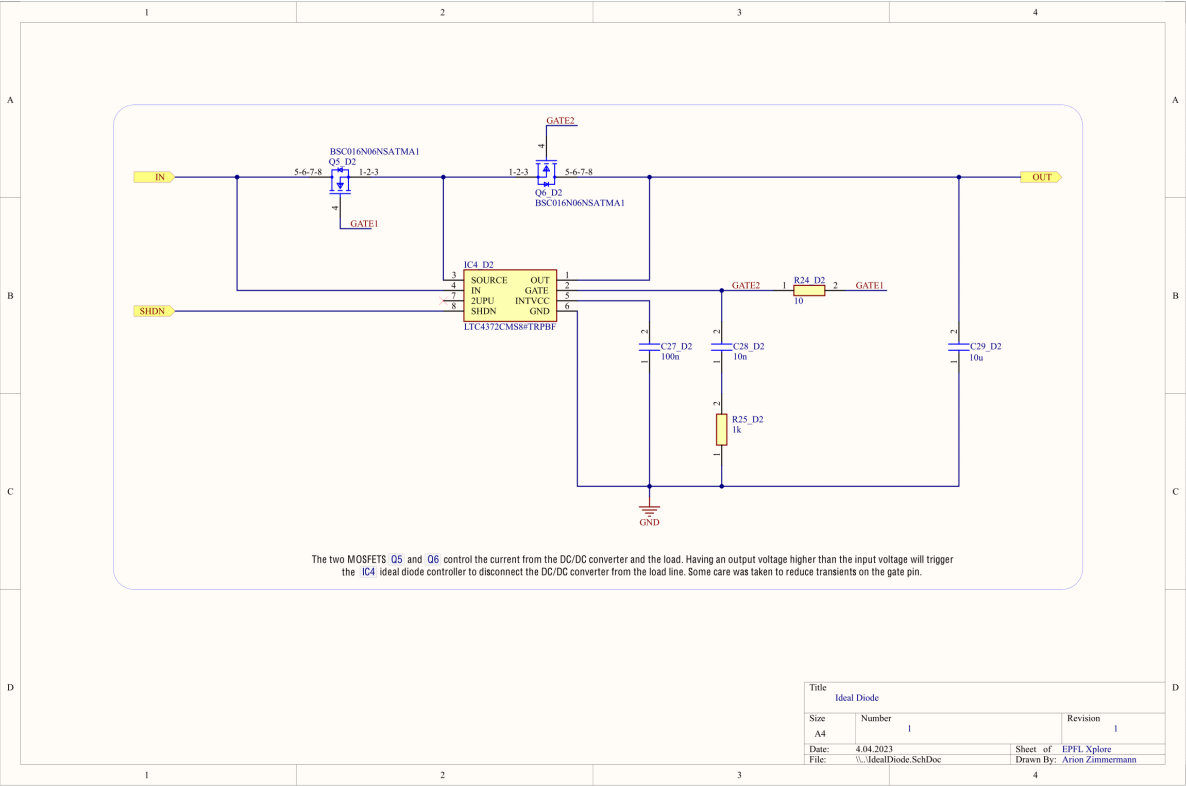 1 2 3 4
A A
GATE2
BSC016N06NSATMA1
Q5_D2
4
IN 5-6-7-8 1-2-3 1-2-3 5-6-7-8 OUT
Q6_D2
BSC016N06NSATMA1
4
GATE1
IC4_D2
3 SOURCE OUT 1
4 IN GATE 2
7 2UPU INTVCC 5
8 SHDN GND 6
LTC4372CMS8#TRPBF
SHDN
GATE2 1 R24_D2 2 GATE1
10
B B
2 2 2
C27_D2 C28_D2 C29_D2
100n 10n 10u
1 1 1
2
R25_D2
1k
1
C C
GND
The two MOSFETS Q5 and Q6 control the current from the DC/DC converter and the load. Having an output voltage higher than the input voltage will trigger
the IC4 ideal diode controller to disconnect the DC/DC converter from the load line. Some care was taken to reduce transients on the gate pin.
D D
Title
Ideal Diode
Size Number Revision
A4 1 1
Date: 4.04.2023 Sheet of EPFL Xplore
File: \\..\IdealDiode.SchDoc Drawn By: Arion Zimmermann
1 2 3 4